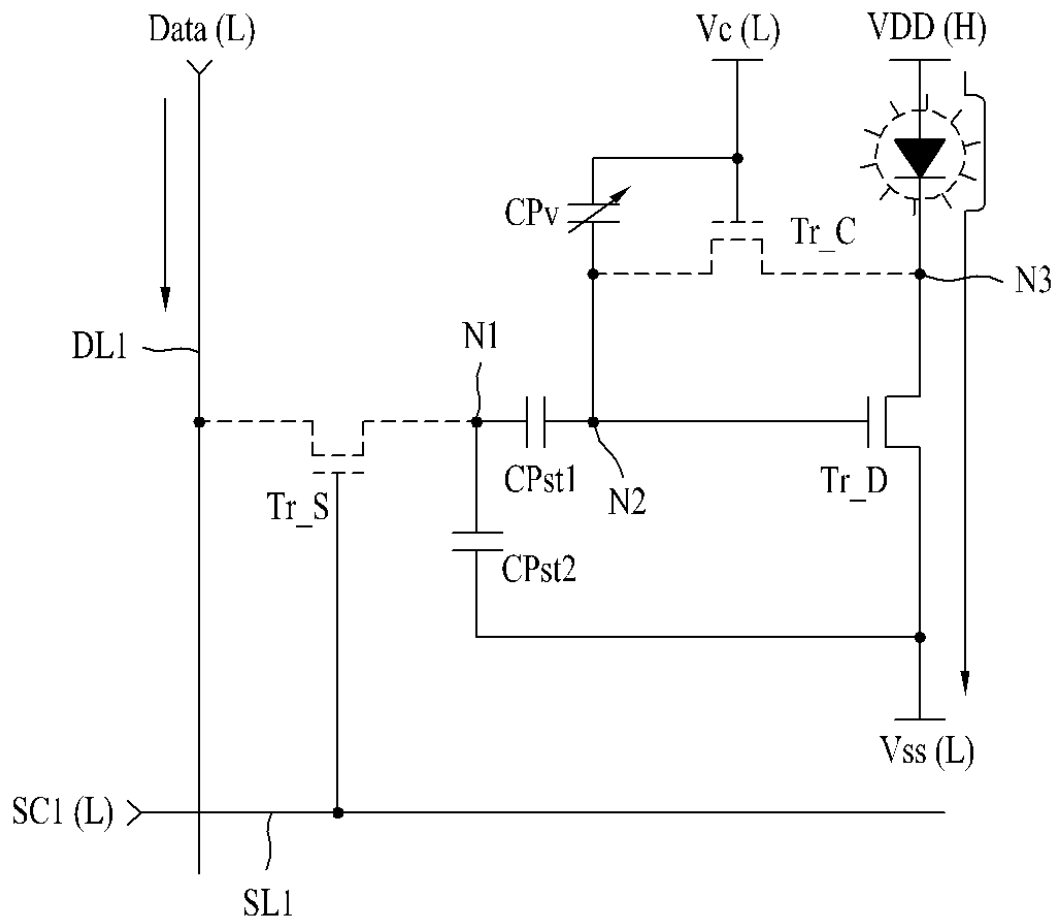 Data (L)
Vc (L)
VDD (H)
CPv
Tr_C
N3
DL1
N1
CPst1
N2
Tr_D
Tr_S
CPst2
Vss (L)
SC1 (L)
SL1